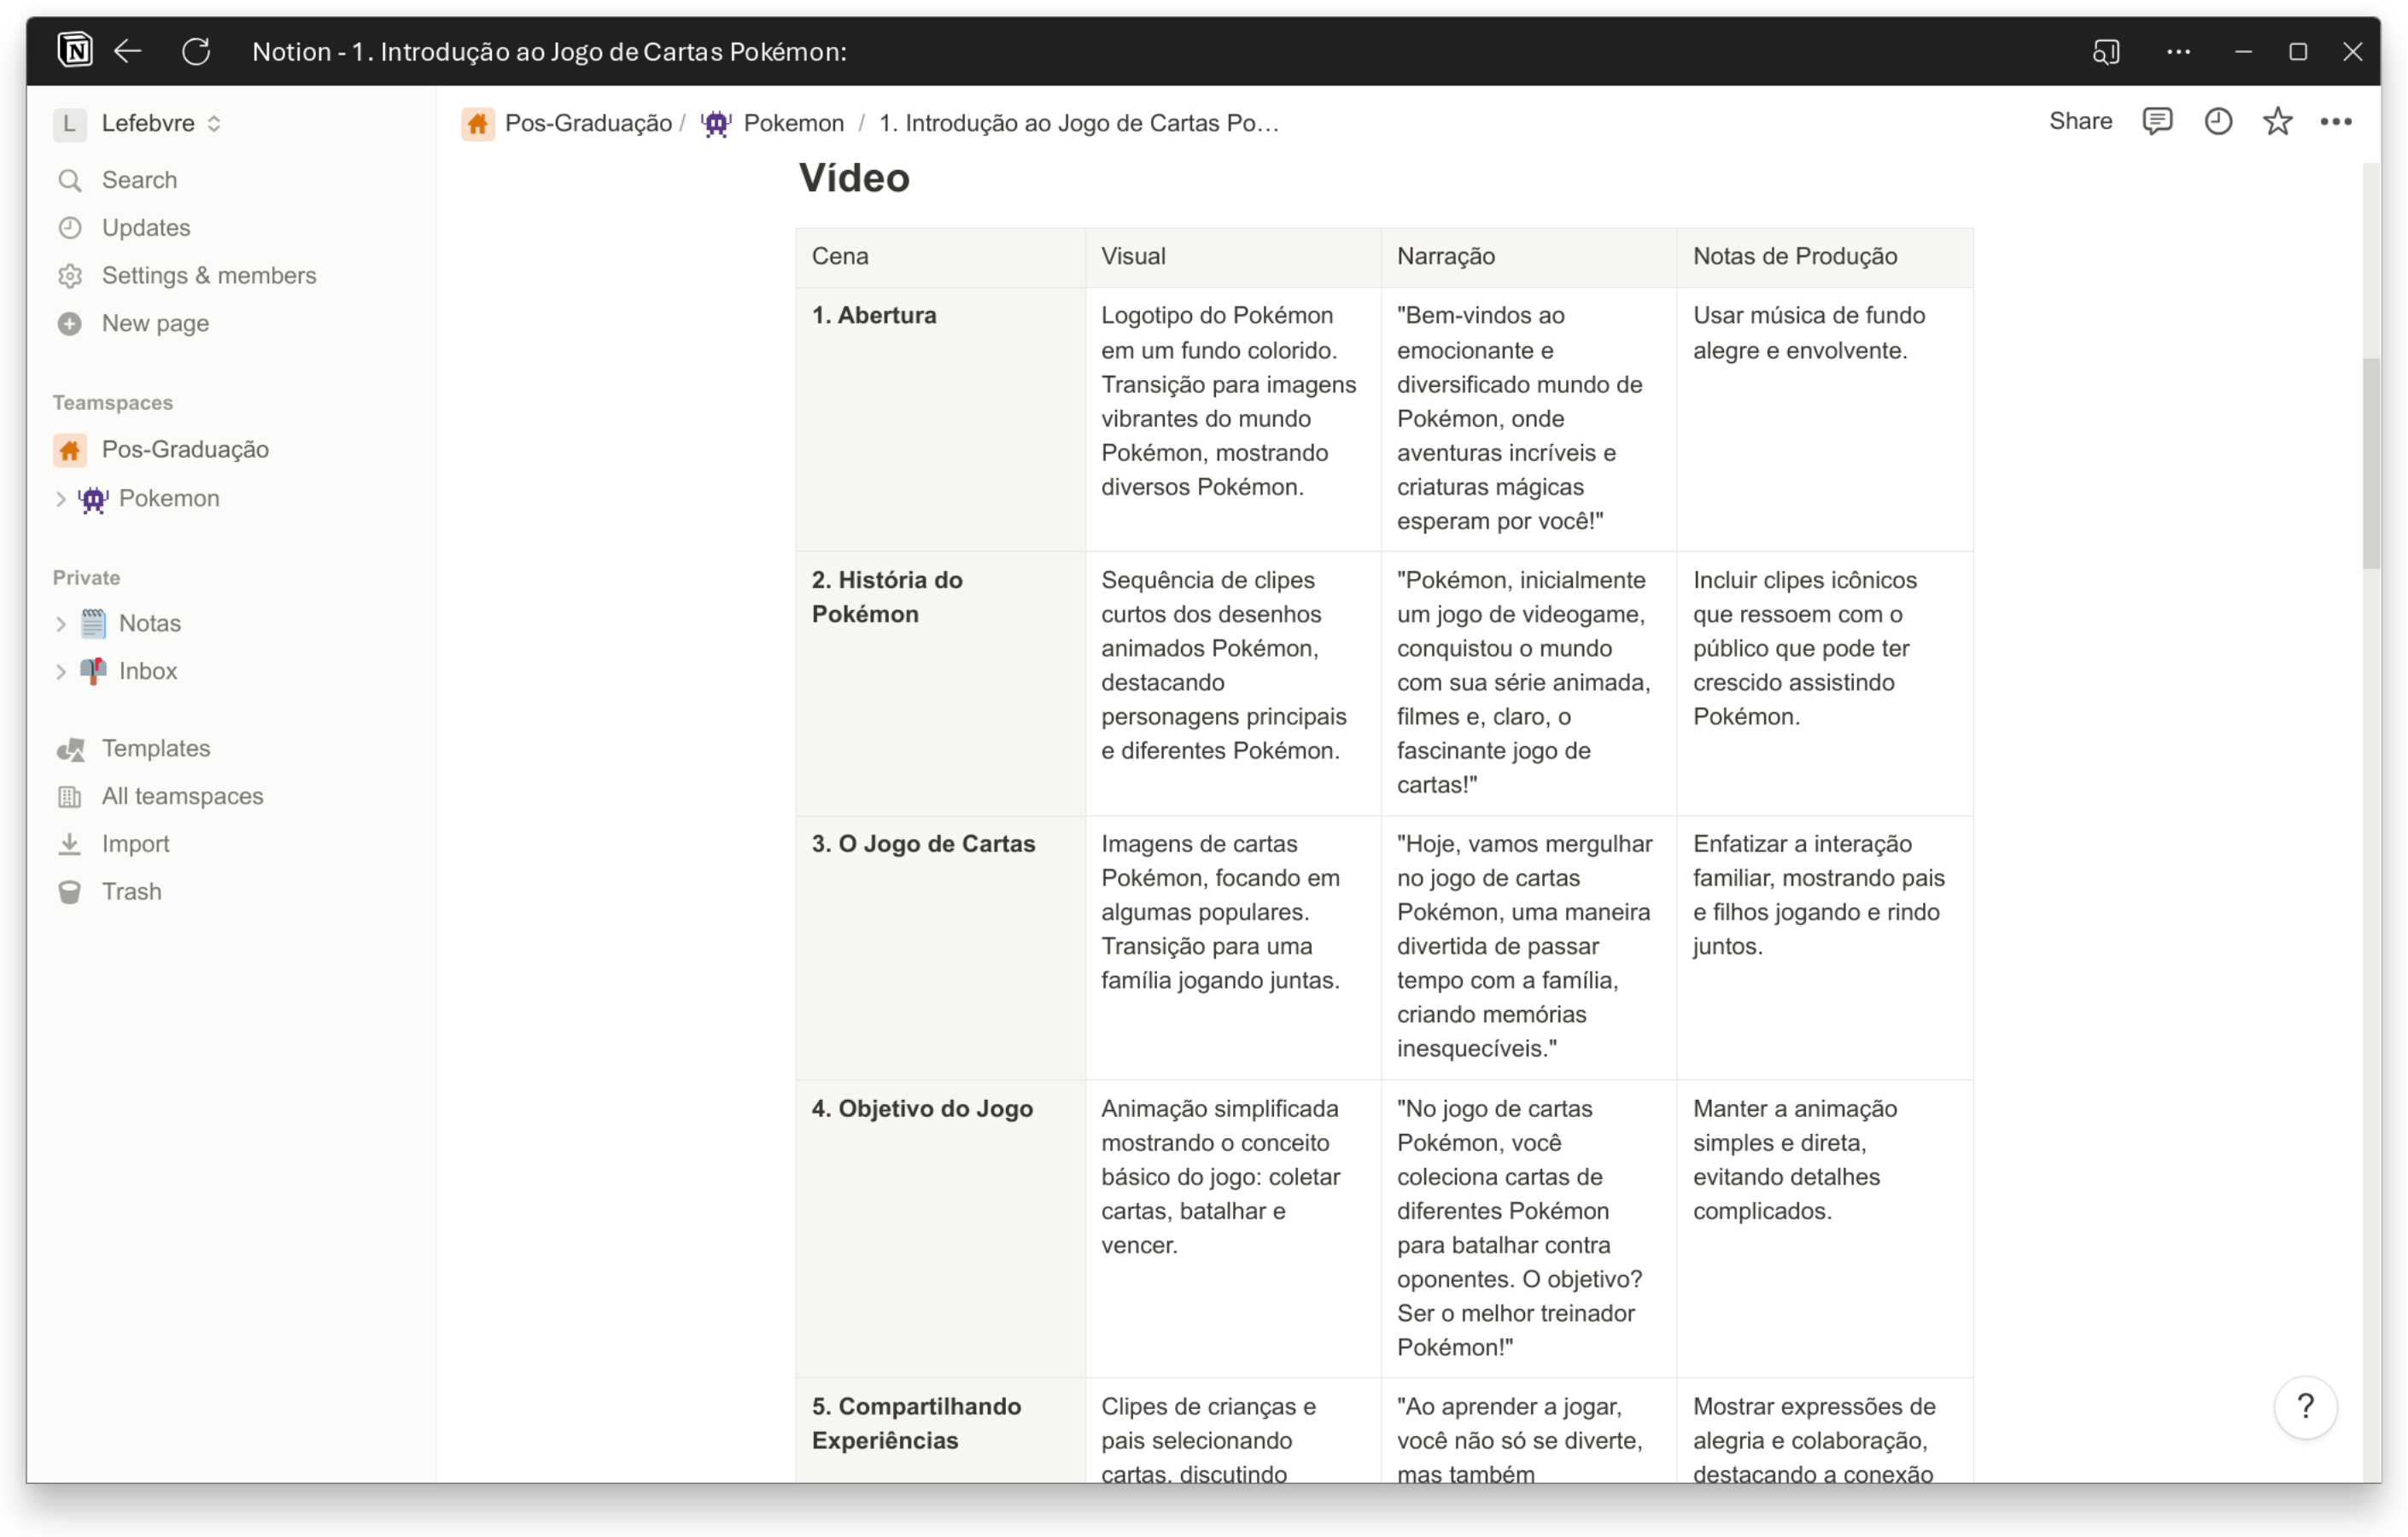 Notion - 1. Introdução ao Jogo de Cartas Pokémon:
L Lefebvre
Search
Updates
Settings & members
New page
Teamspaces
Pos-Graduação
Pokemon
Private
Notas
Inbox
Templates
All teamspaces
Import
Trash
Pos-Graduação / Pokemon / 1. Introdução ao Jogo de Cartas Po...
Share
Vídeo
Cena
Visual
Narração
Notas de Produção
1. Abertura
Logotipo do Pokémon
em um fundo colorido.
Transição para imagens
vibrantes do mundo
Pokémon, mostrando
diversos Pokémon.
"Bem-vindos ao
emocionante e
diversificado mundo de
Pokémon, onde
aventuras incríveis e
criaturas mágicas
esperam por você!"
Usar música de fundo
alegre e envolvente.
2. História do
Pokémon
Sequência de clipes
curtos dos desenhos
animados Pokémon,
destacando
personagens principais
e diferentes Pokémon.
"Pokémon, inicialmente
um jogo de videogame,
conquistou o mundo
com sua série animada,
filmes e, claro, o
fascinante jogo de
cartas!"
Incluir clipes icônicos
que ressoem com o
público que pode ter
crescido assistindo
Pokémon.
3. O Jogo de Cartas
Imagens de cartas
Pokémon, focando em
algumas populares.
Transição para uma
família jogando juntas.
"Hoje, vamos mergulhar
no jogo de cartas
Pokémon, uma maneira
divertida de passar
tempo com a família,
criando memórias
inesquecíveis."
Enfatizar a interação
familiar, mostrando pais
e filhos jogando e rindo
juntos.
4. Objetivo do Jogo
Animação simplificada
mostrando o conceito
básico do jogo: coletar
cartas, batalhar e
vencer.
"No jogo de cartas
Pokémon, você
coleciona cartas de
diferentes Pokémon
para batalhar contra
oponentes. O objetivo?
Ser o melhor treinador
Pokémon!"
Manter a animação
simples e direta,
evitando detalhes
complicados.
5. Compartilhando
Experiências
Clipes de crianças e
pais selecionando
cartas, discutindo
"Ao aprender a jogar,
você não só se diverte,
mas também
Mostrar expressões de
alegria e colaboração,
destacando a conexão
?